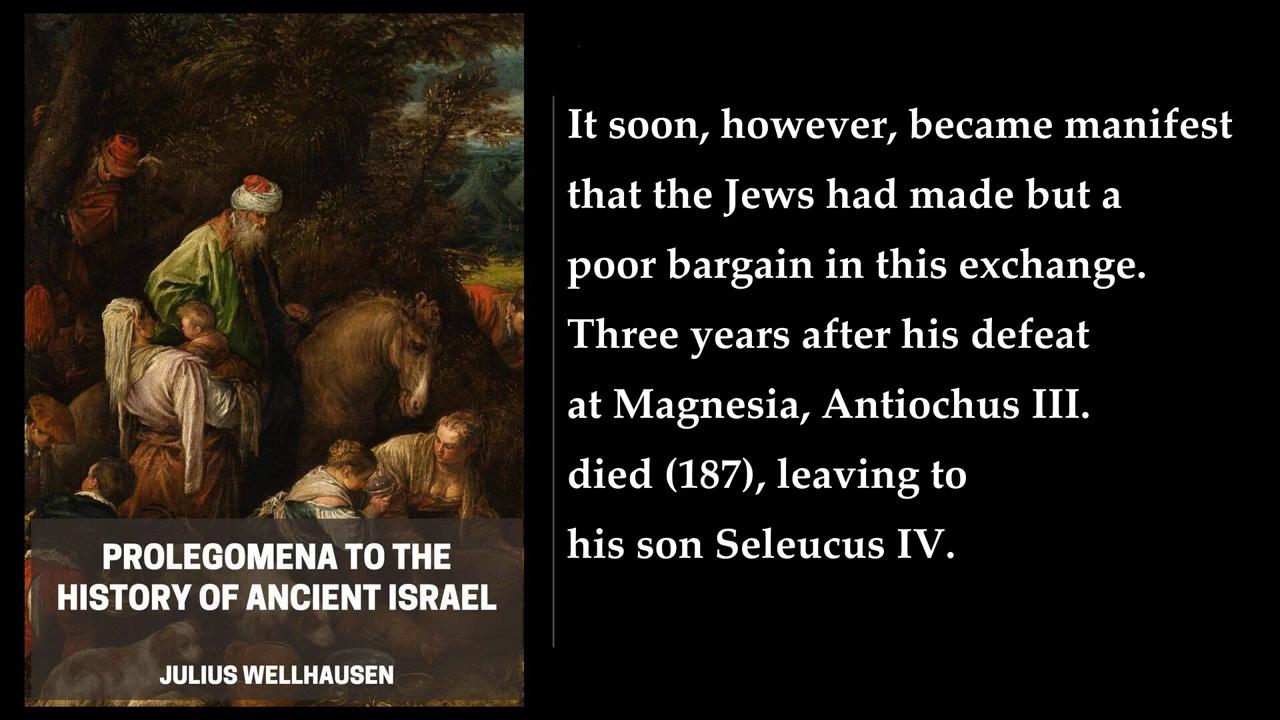 PROLEGOMENA TO THE
HISTORY OF ANCIENT ISRAEL
JULIUS WELLHAUSEN
It soon, however, became manifest
that the Jews had made but a
poor bargain in this exchange.
Three years after his defeat
at Magnesia, Antiochus III.
died (187), leaving to
his son Seleucus IV.